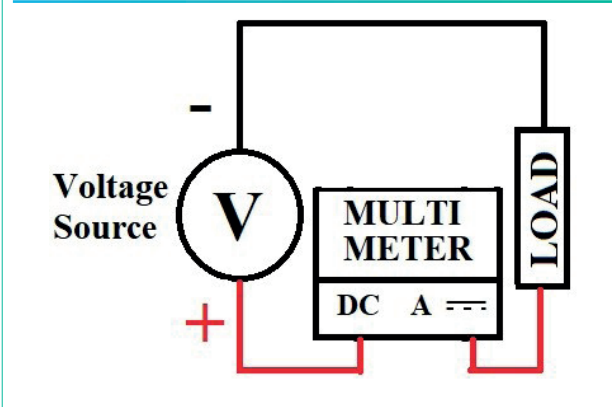 -
Voltage
Source
V
+
MULTI
METER
DC A ⎓
LOAD